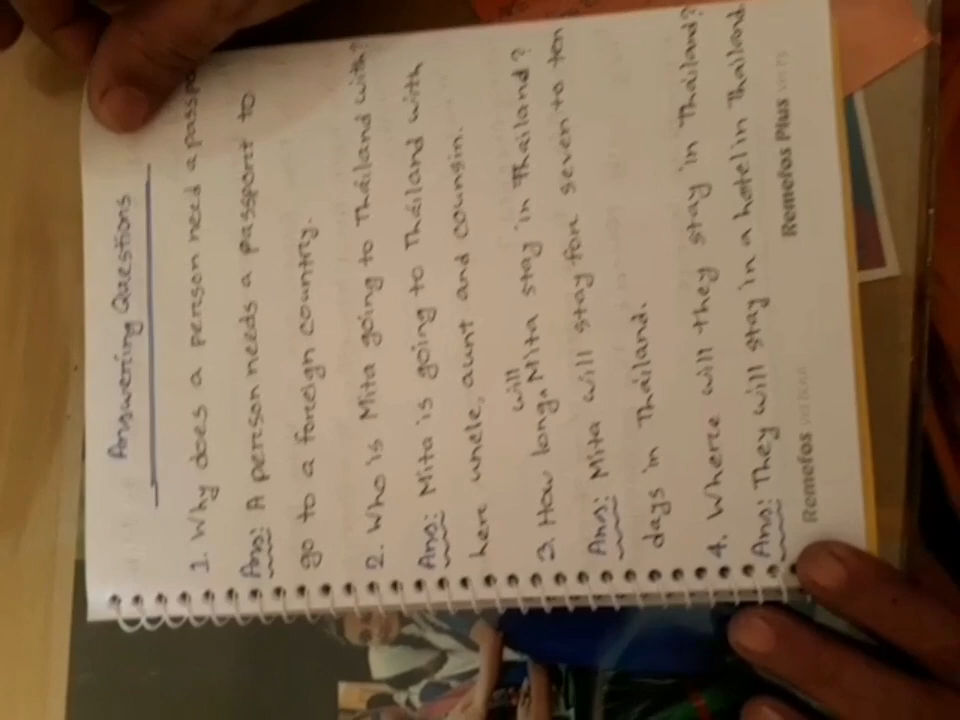 Answering Questions
1. Why does a person need a
Ans: A person needs a passport to
go to a foreign country.
2. Who is Mita going to Thailand with?
Ans: Mita is going to Thailand with
here uncle, aunt and counsin.
3. How long will Mita stay in Thailand?
Ans: Mita will stay for seven to ten
days in Thailand.
4. Where will they stay in Thailand?
Ans: They will stay in a hotel in Thailand.
Remefos Remefos Plus